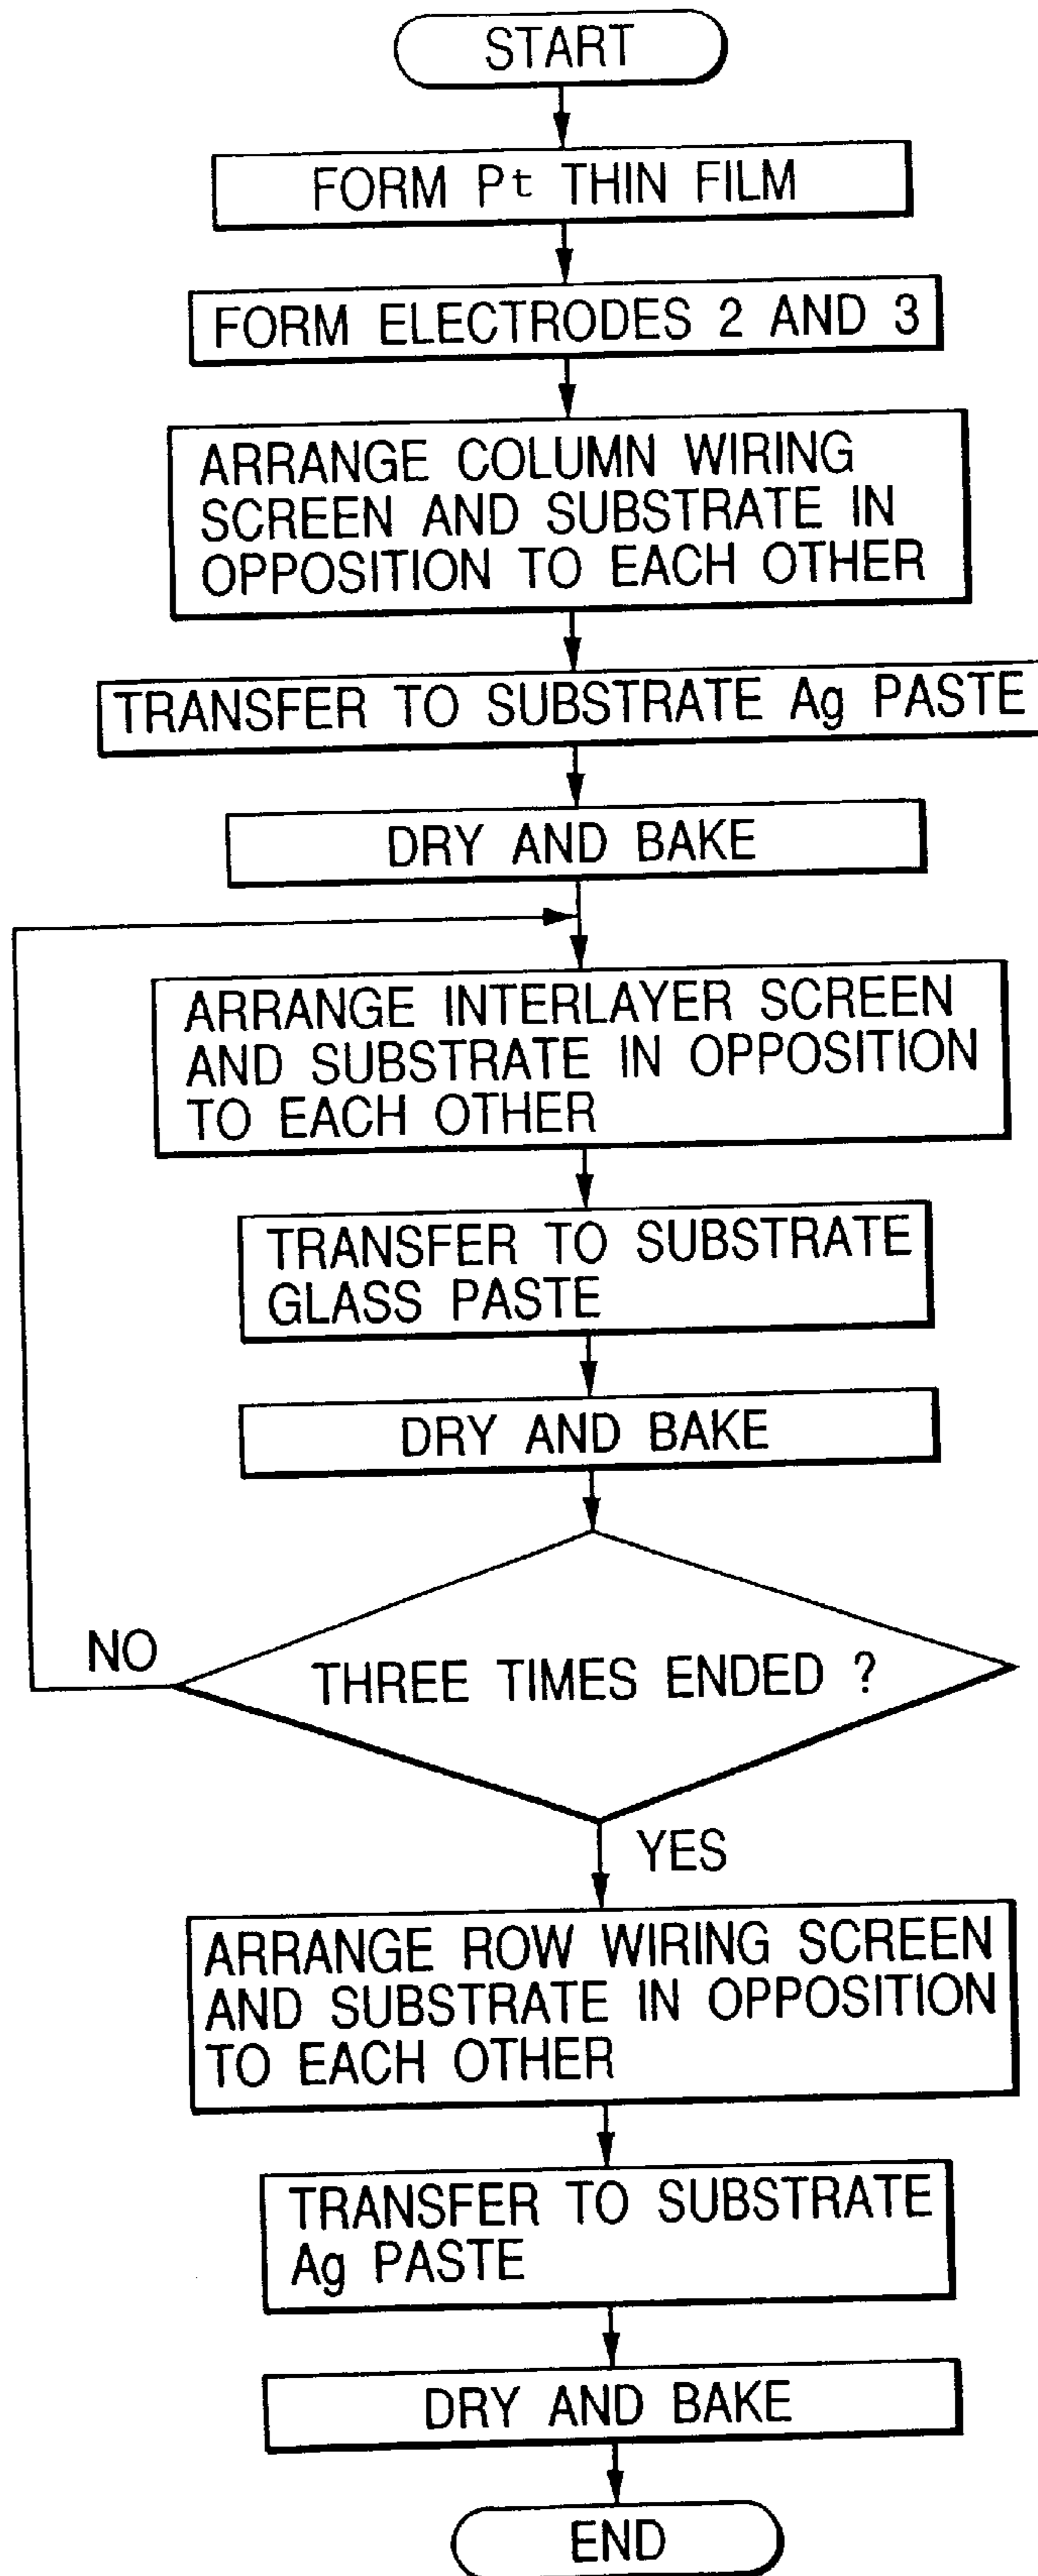 START
FORM Pt THIN FILM
FORM ELECTRODES 2 AND 3
ARRANGE COLUMN WIRING
SCREEN AND SUBSTRATE IN
OPPOSITION TO EACH OTHER
TRANSFER TO SUBSTRATE Ag PASTE
DRY AND BAKE
ARRANGE INTERLAYER SCREEN
AND SUBSTRATE IN OPPOSITION
TO EACH OTHER
TRANSFER TO SUBSTRATE
GLASS PASTE
DRY AND BAKE
NO
THREE TIMES ENDED ?
YES
ARRANGE ROW WIRING SCREEN
AND SUBSTRATE IN OPPOSITION
TO EACH OTHER
TRANSFER TO SUBSTRATE
Ag PASTE
DRY AND BAKE
END